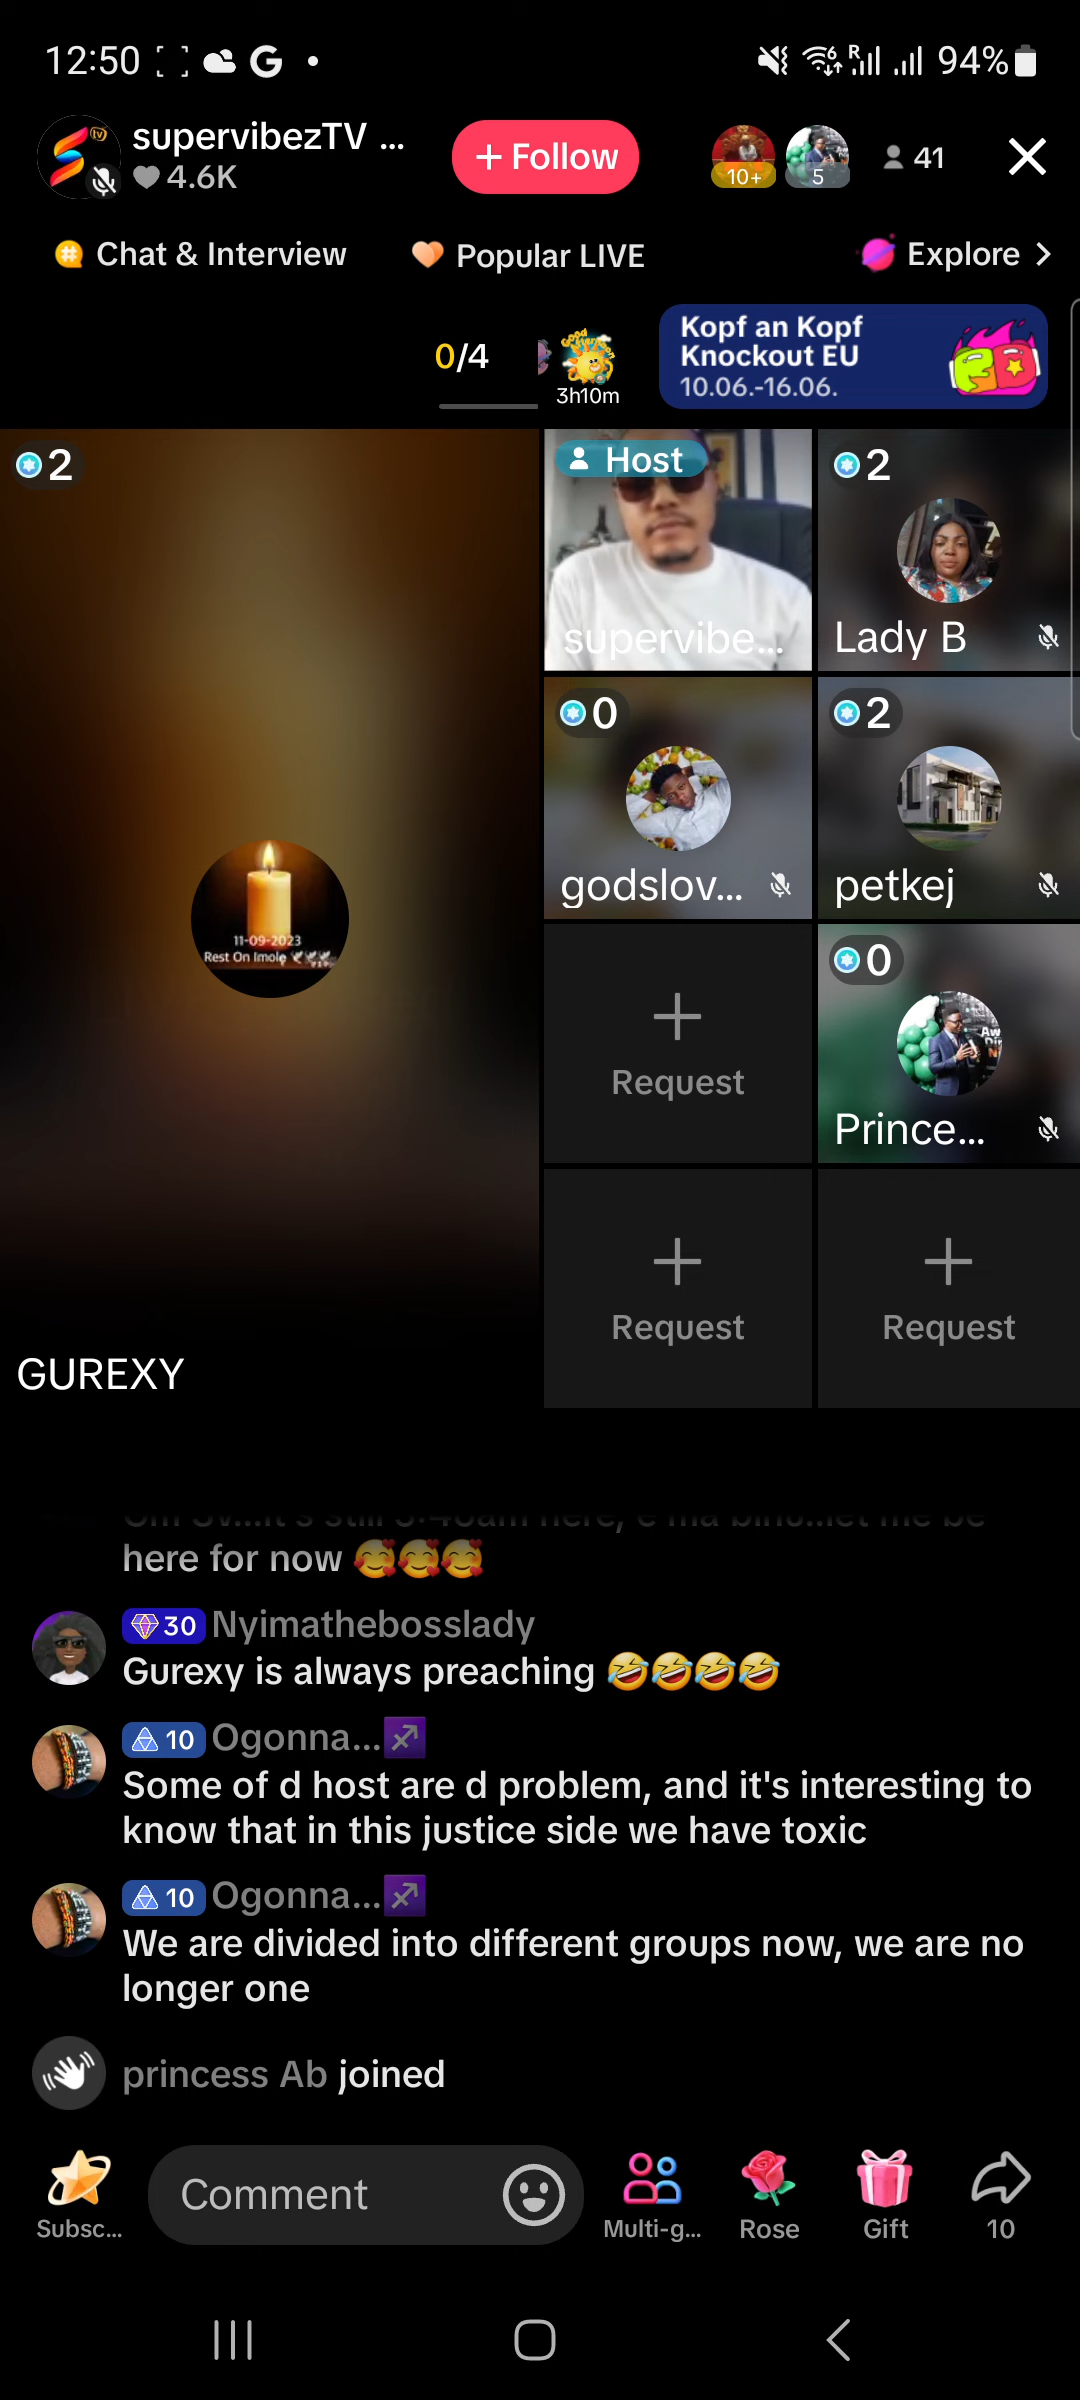 12:50
94%
supervibezTV ...
4.6K
+ Follow
10+
5
41
Chat & Interview
Popular LIVE
Explore
0/4
3h10m
Kopf an Kopf
Knockout EU
10.06.-16.06.
2
Host
supervibe...
2
Lady B
0
godslov...
2
petkej
11-09-2023
Rest On Imole
Request
0
Prince...
Request
Request
GUREXY
here for now 🥰🥰🥰
30 Nyimathebosslady
Gurexy is always preaching 🤣🤣🤣🤣
10 Ogonna...♐
Some of d host are d problem, and it's interesting to
know that in this justice side we have toxic
10 Ogonna...♐
We are divided into different groups now, we are no
longer one
princess Ab joined
Comment
Subsc...
Multi-g...
Rose
Gift
10